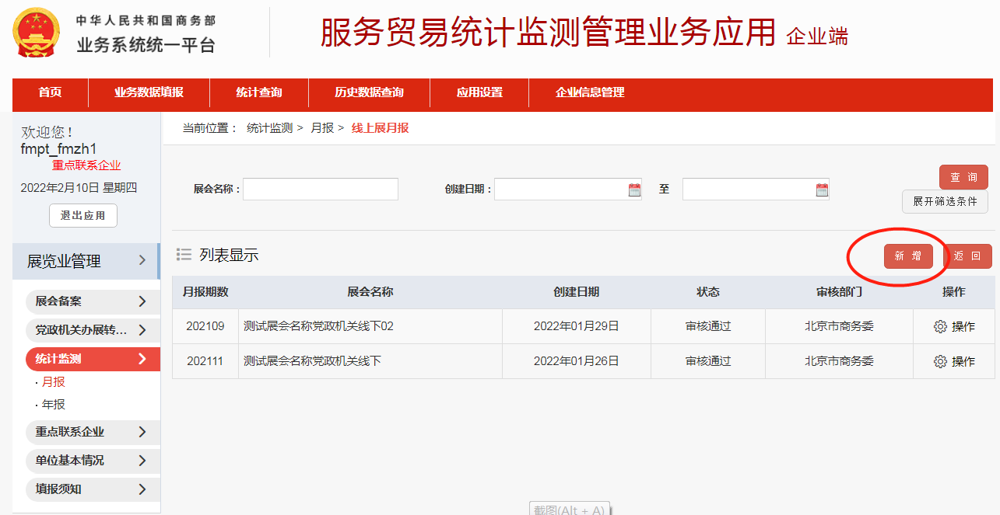 中华人民共和国商务部
业务系统统一平台
服务贸易统计监测管理业务应用 企业端
首页 业务数据填报 统计查询 历史数据查询 应用设置 企业信息管理
欢迎您！
fmpt_fmzh1
重点联系企业
2022年2月10日 星期四
退出应用
展览业管理
展会备案
党政机关办展转...
统计监测
· 月报
· 年报
重点联系企业
单位基本情况
填报须知
当前位置： 统计监测 > 月报 > 线上展月报
展会名称： 创建日期： 至
查 询
展开筛选条件
列表显示
新 增 返 回
月报期数 展会名称 创建日期 状态 审核部门 操作
202109 测试展会名称党政机关线下02 2022年01月29日 审核通过 北京市商务委 操作
202111 测试展会名称党政机关线下 2022年01月26日 审核通过 北京市商务委 操作
截图(Alt + A)